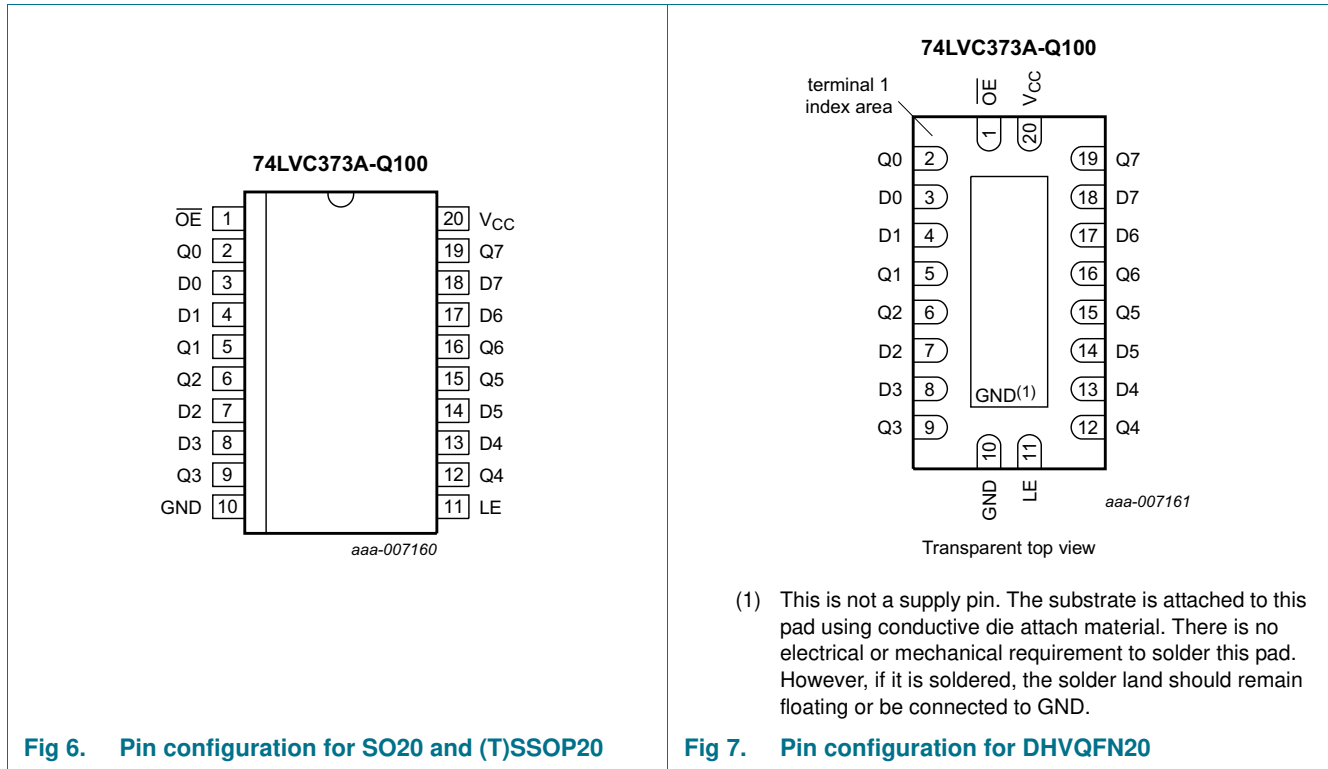 74LVC373A-Q100
OE 1
Q0 2
D0 3
D1 4
Q1 5
Q2 6
D2 7
D3 8
Q3 9
GND 10
20 VCC
19 Q7
18 D7
17 D6
16 Q6
15 Q5
14 D5
13 D4
12 Q4
11 LE
aaa-007160
Fig 6. Pin configuration for SO20 and (T)SSOP20
74LVC373A-Q100
terminal 1
index area
OE 1
VCC 20
Q0 2
D0 3
D1 4
Q1 5
Q2 6
D2 7
D3 8
Q3 9
19 Q7
18 D7
17 D6
16 Q6
15 Q5
14 D5
13 D4
12 Q4
GND(1)
GND 10
LE 11
aaa-007161
Transparent top view
(1) This is not a supply pin. The substrate is attached to this
pad using conductive die attach material. There is no
electrical or mechanical requirement to solder this pad.
However, if it is soldered, the solder land should remain
floating or be connected to GND.
Fig 7. Pin configuration for DHVQFN20